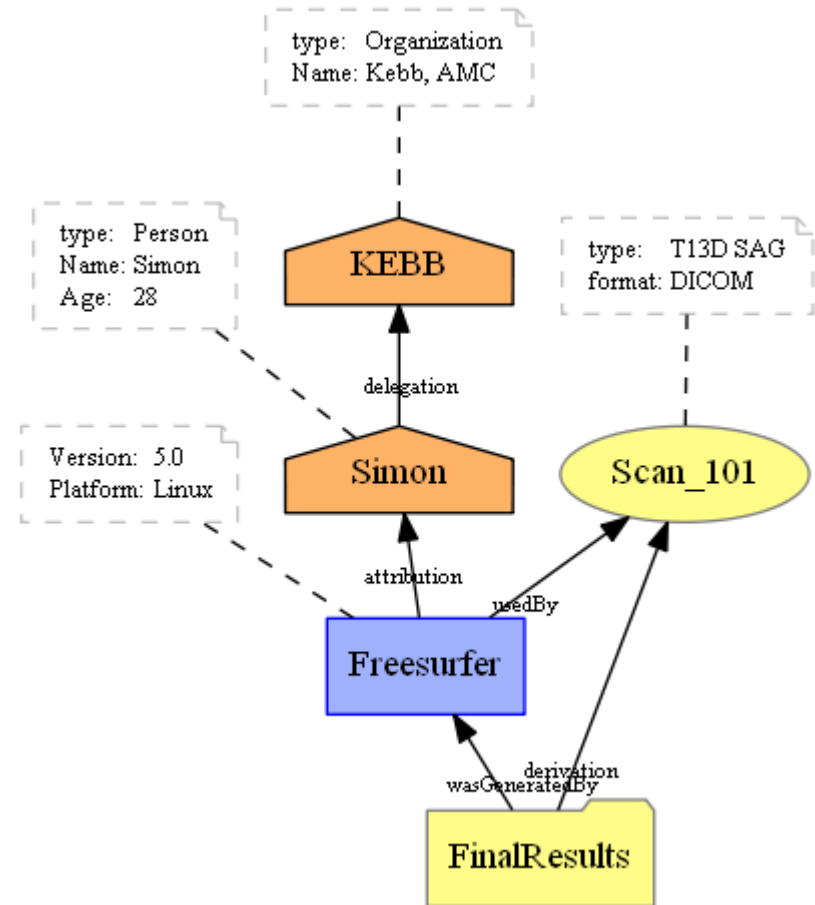 type: Organization
Name: Kebb, AMC
type: Person
Name: Simon
Age: 28
KEBB
type: T13D SAG
format: DICOM
delegation
Version: 5.0
Platform: Linux
Simon
Scan_101
attribution
usedBy
Freesurfer
derivation
wasGeneratedBy
FinalResults